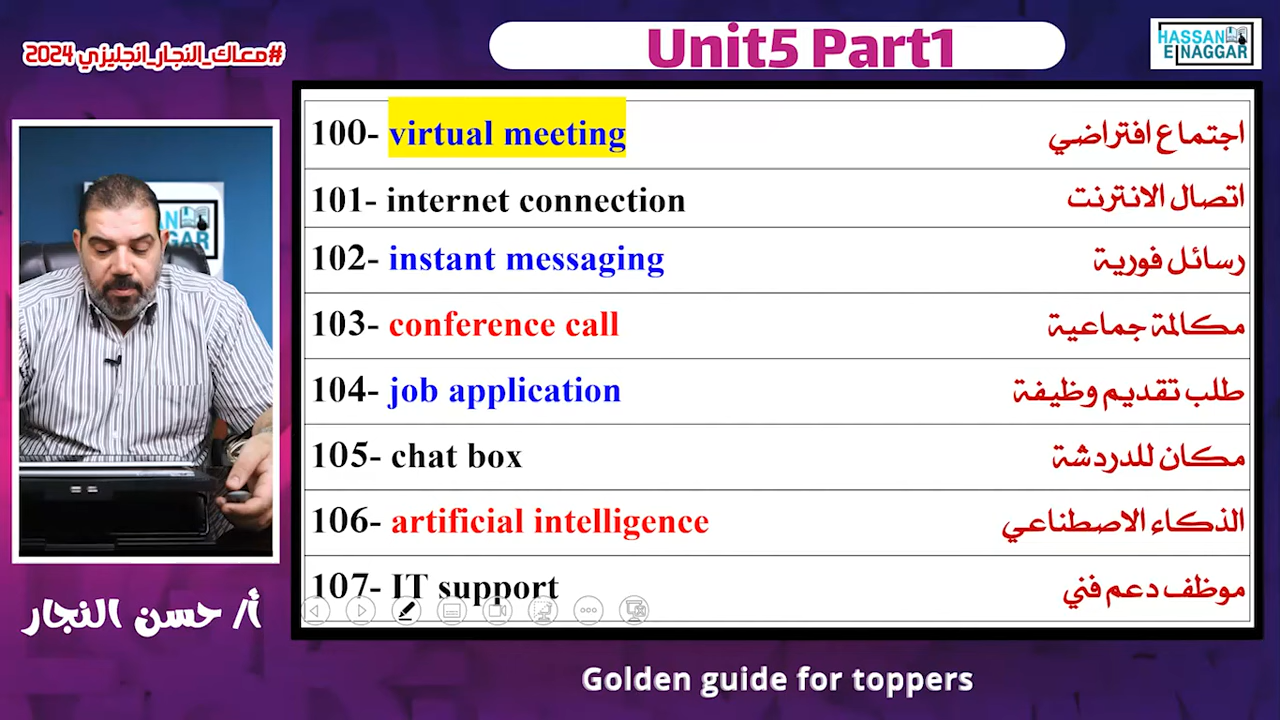 #معاك_النجار_انجليزي 2024
Unit5 Part1
HASSAN
ElNAGGAR
100- virtual meeting اجتماع افتراضي
101- internet connection اتصال الانترنت
102- instant messaging رسائل فورية
103- conference call مكالمة جماعية
104- job application طلب تقديم وظيفة
105- chat box مكان للدردشة
106- artificial intelligence الذكاء الاصطناعي
107- IT support موظف دعم فني
أ/ حسن النجار
Golden guide for toppers